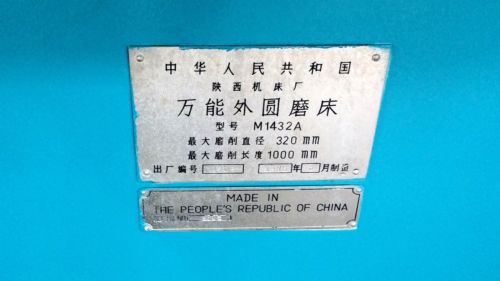 中华人民共和国
陕西机床厂
万能外圆磨床
型号 M1432A
最大磨削直径 320 mm
最大磨削长度 1000 mm
出厂编号 年 月制造
MADE IN
THE PEOPLE'S REPUBLIC OF CHINA